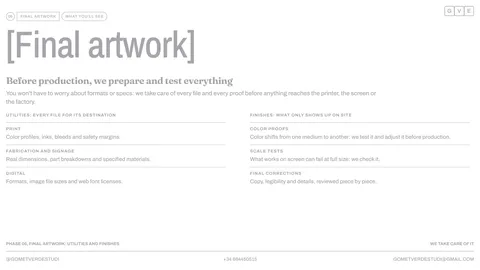 06 FINAL ARTWORK WHAT YOU'LL SEE
G V E
[Final artwork]
Before production, we prepare and test everything
You won't have to worry about formats or specs: we take care of every file and every proof before anything reaches the printer, the screen or
the factory.
UTILITIES: EVERY FILE FOR ITS DESTINATION
PRINT
Color profiles, inks, bleeds and safety margins.
FABRICATION AND SIGNAGE
Real dimensions, part breakdowns and specified materials.
DIGITAL
Formats, image file sizes and web font licenses.
FINISHES: WHAT ONLY SHOWS UP ON SITE
COLOR PROOFS
Color shifts from one medium to another: we test it and adjust it before production.
SCALE TESTS
What works on screen can fail at full size: we check it.
FINAL CORRECTIONS
Copy, legibility and details, reviewed piece by piece.
PHASE 06, FINAL ARTWORK; UTILITIES AND FINISHES
WE TAKE CARE OF IT
@GOMETVERDESTUDI
GOMETVERDESTUDI@GMAIL.COM